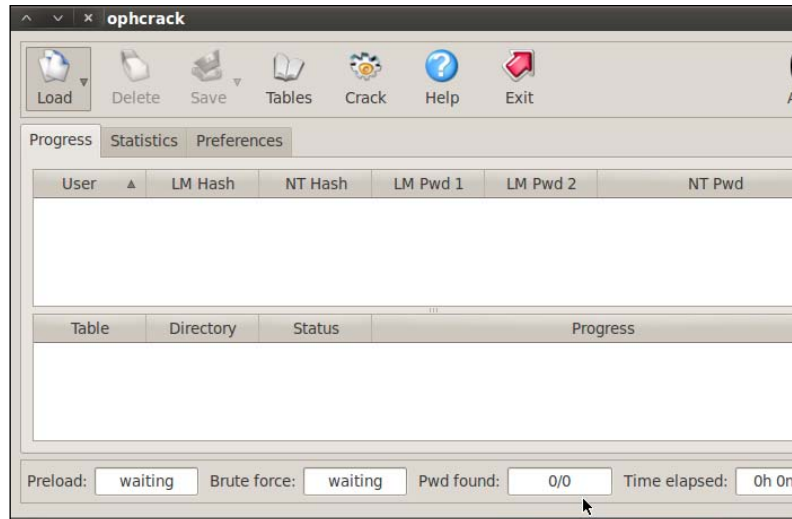 ophcrack
Load Delete Save Tables Crack Help Exit
Progress Statistics Preferences
User LM Hash NT Hash LM Pwd 1 LM Pwd 2 NT Pwd
Table Directory Status Progress
Preload: waiting Brute force: waiting Pwd found: 0/0 Time elapsed: 0h 0m